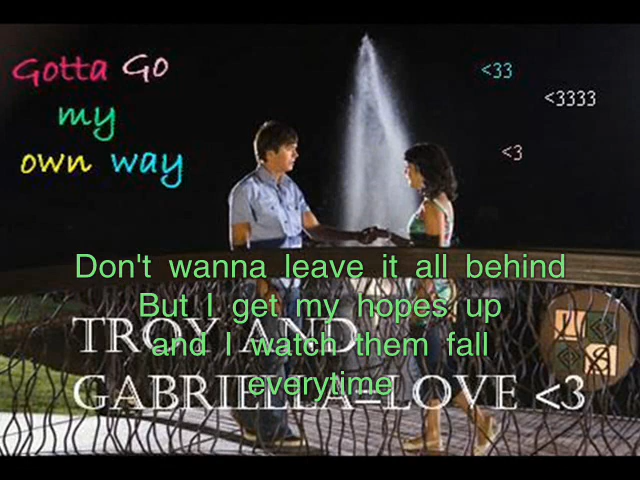 Gotta Go
my
own way
<33
<3333
<3
Don't wanna leave it all behind
But I get my hopes up
and I watch them fall
everytime
TROY AND
GABRIELLA=LOVE <3